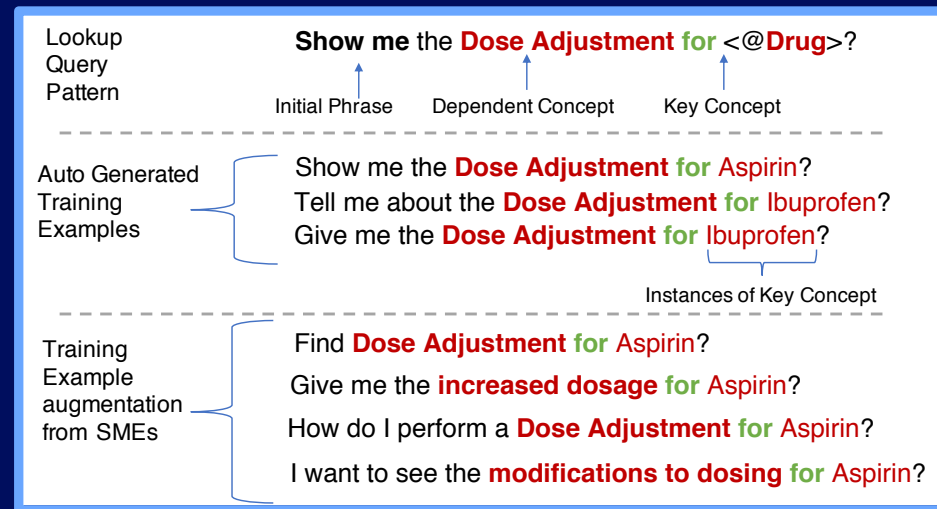 Lookup
Query
Pattern
Show me the Dose Adjustment for <@Drug>?
Initial Phrase
Dependent Concept
Key Concept
Auto Generated
Training
Examples
Show me the Dose Adjustment for Aspirin?
Tell me about the Dose Adjustment for Ibuprofen?
Give me the Dose Adjustment for Ibuprofen?
Instances of Key Concept
Training
Example
augmentation
from SMEs
Find Dose Adjustment for Aspirin?
Give me the increased dosage for Aspirin?
How do I perform a Dose Adjustment for Aspirin?
I want to see the modifications to dosing for Aspirin?